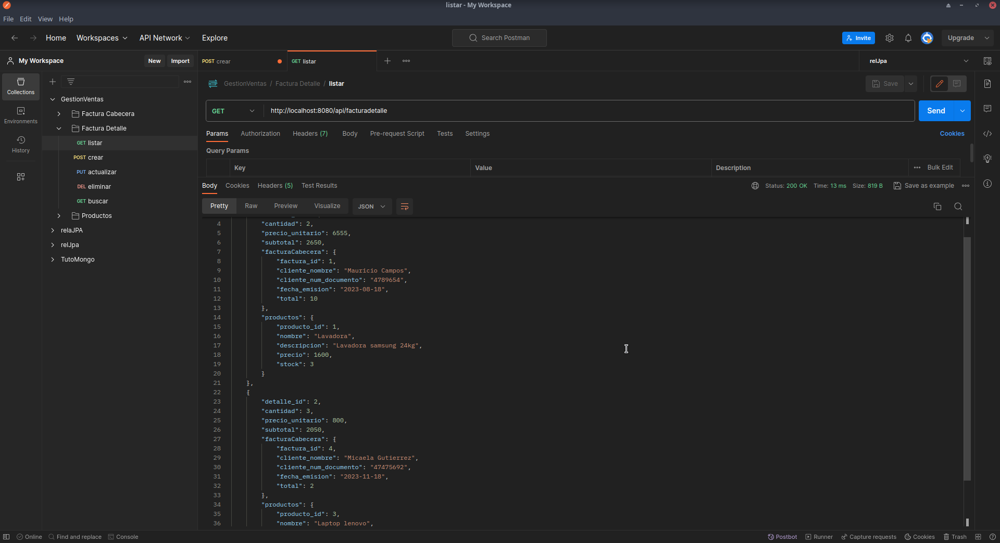 listar - My Workspace
File Edit View Help
Home Workspaces API Network Explore
Search Postman
Invite
Upgrade
My Workspace
New Import
POST crear
GET listar
relJpa
Collections
Environments
History
GestionVentas
Factura Cabecera
Factura Detalle
GET listar
POST crear
PUT actualizar
DEL eliminar
GET buscar
Productos
relaJPA
relJpa
TutoMongo
HTTP GestionVentas / Factura Detalle / listar
Save
GET http://localhost:8080/api/facturadetalle
Send
Params Authorization Headers (7) Body Pre-request Script Tests Settings
Cookies
Query Params
Key Value Description
Bulk Edit
Body Cookies Headers (5) Test Results
Status: 200 OK Time: 13 ms Size: 819 B
Save as example
Pretty Raw Preview Visualize JSON
4 "cantidad": 2,
5 "precio_unitario": 6555,
6 "subtotal": 2650,
7 "facturaCabecera": {
8 "factura_id": 1,
9 "cliente_nombre": "Mauricio Campos",
10 "cliente_num_documento": "4789654",
11 "fecha_emision": "2023-08-18",
12 "total": 10
13 },
14 "productos": {
15 "producto_id": 1,
16 "nombre": "Lavadora",
17 "descripcion": "Lavadora samsung 24kg",
18 "precio": 1600,
19 "stock": 3
20 }
21 },
22 {
23 "detalle_id": 2,
24 "cantidad": 3,
25 "precio_unitario": 800,
26 "subtotal": 2050,
27 "facturaCabecera": {
28 "factura_id": 4,
29 "cliente_nombre": "Micaela Gutierrez",
30 "cliente_num_documento": "47475692",
31 "fecha_emision": "2023-11-18",
32 "total": 2
33 },
34 "productos": {
35 "producto_id": 3,
36 "nombre": "Laptop lenovo",
Online Find and replace Console
Postbot Runner Capture requests Cookies Trash